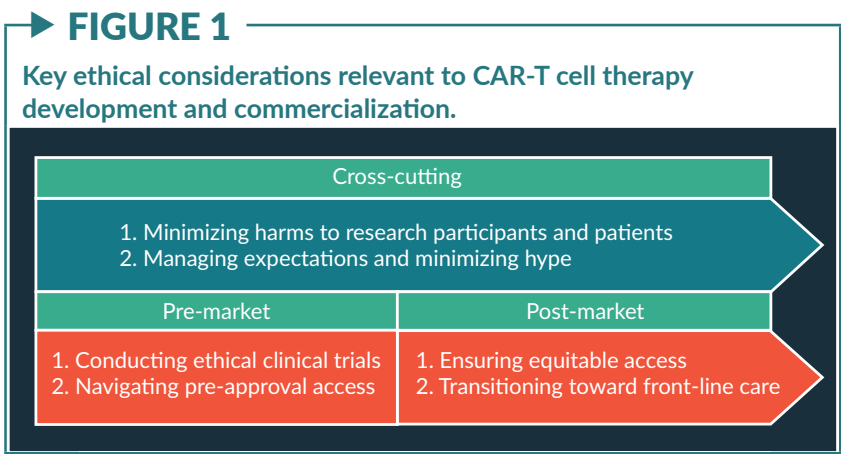 FIGURE 1
Key ethical considerations relevant to CAR-T cell therapy
development and commercialization.
Cross-cutting
1. Minimizing harms to research participants and patients
2. Managing expectations and minimizing hype
Pre-market
Post-market
1. Conducting ethical clinical trials
2. Navigating pre-approval access
1. Ensuring equitable access
2. Transitioning toward front-line care